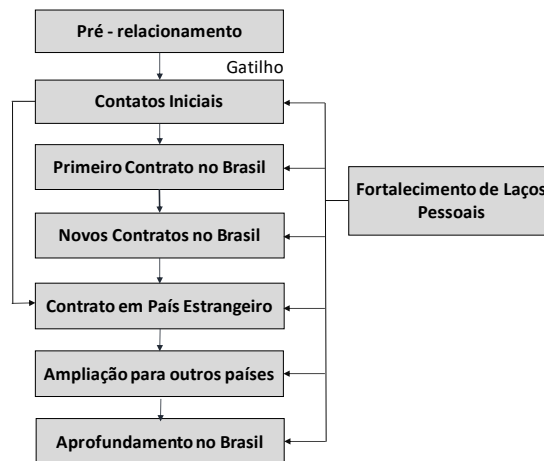 Pré - relacionamento
Gatilho
Contatos Iniciais
Primeiro Contrato no Brasil
Fortalecimento de Laços
Pessoais
Novos Contratos no Brasil
Contrato em País Estrangeiro
Ampliação para outros países
Aprofundamento no Brasil